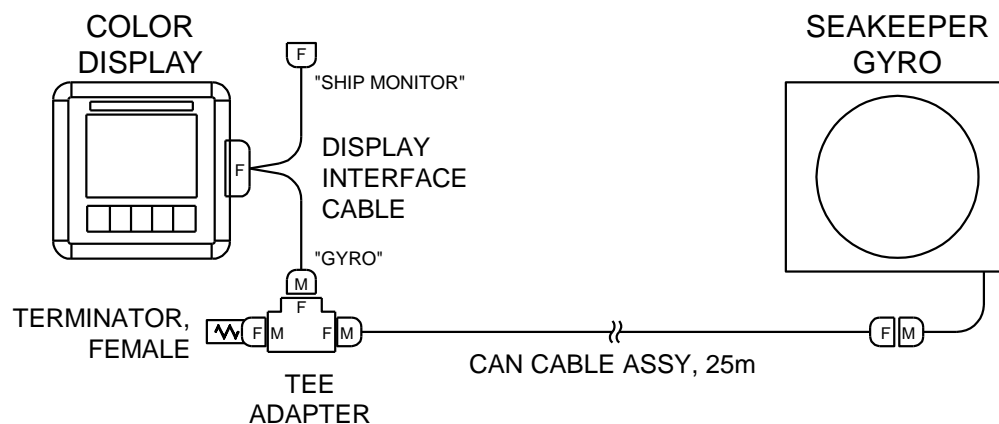 COLOR
DISPLAY
F
"SHIP MONITOR"
SEAKEEPER
GYRO
F
DISPLAY
INTERFACE
CABLE
"GYRO"
M
F
TERMINATOR,
FEMALE
F M
F M
F M
CAN CABLE ASSY, 25m
TEE
ADAPTER